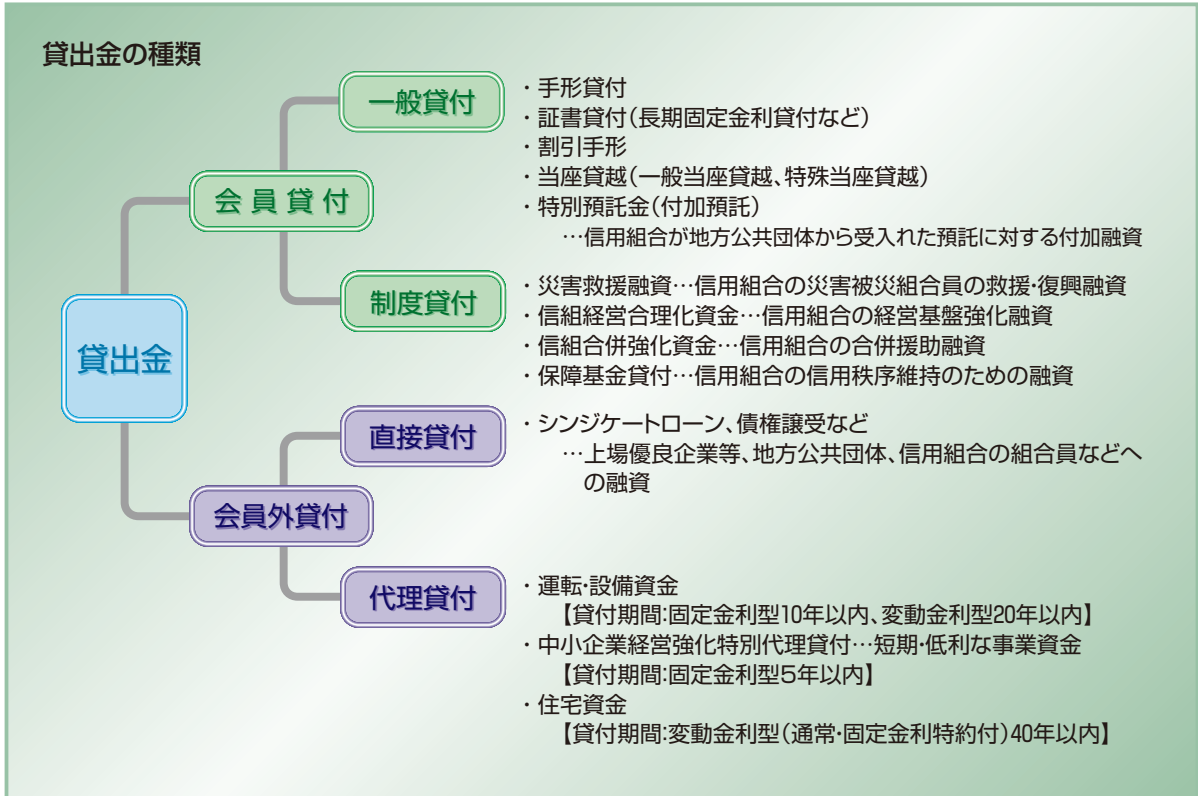 貸出金の種類
貸出金
会員貸付
一般貸付
・手形貸付
・証書貸付(長期固定金利貸付など)
・割引手形
・当座貸越(一般当座貸越、特殊当座貸越)
・特別預託金(付加預託)
…信用組合が地方公共団体から受入れた預託に対する付加融資
制度貸付
・災害救援融資…信用組合の災害被災組合員の救援・復興融資
・信組経営合理化資金…信用組合の経営基盤強化融資
・信組合併強化資金…信用組合の合併援助融資
・保障基金貸付…信用組合の信用秩序維持のための融資
会員外貸付
直接貸付
・シンジケートローン、債権譲受など
…上場優良企業等、地方公共団体、信用組合の組合員などへ
の融資
代理貸付
・運転・設備資金
【貸付期間:固定金利型10年以内、変動金利型20年以内】
・中小企業経営強化特別代理貸付…短期・低利な事業資金
【貸付期間:固定金利型5年以内】
・住宅資金
【貸付期間:変動金利型(通常・固定金利特約付)40年以内】